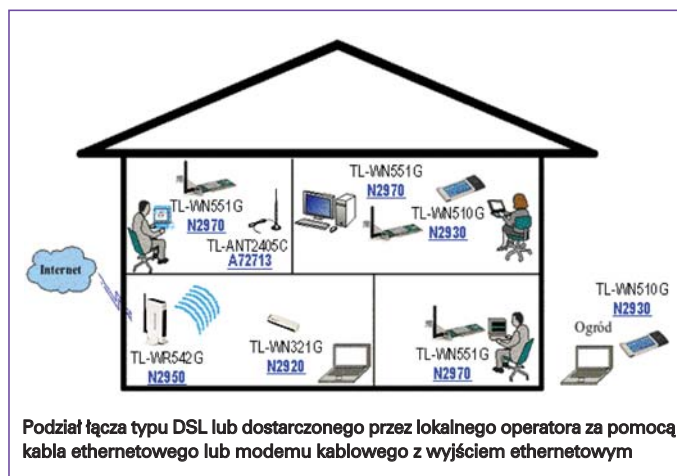 TL-WN551G
N2970
TL-ANT2405C
A72713
TL-WN551G
N2970
TL-WN510G
N2930
Internet
TL-WR542G
N2950
TL-WN321G
N2920
TL-WN551G
N2970
TL-WN510G
N2930
Ogród
Podział łącza typu DSL lub dostarczonego przez lokalnego operatora za pomocą
kabla ethernetowego lub modemu kablowego z wyjściem ethernetowym